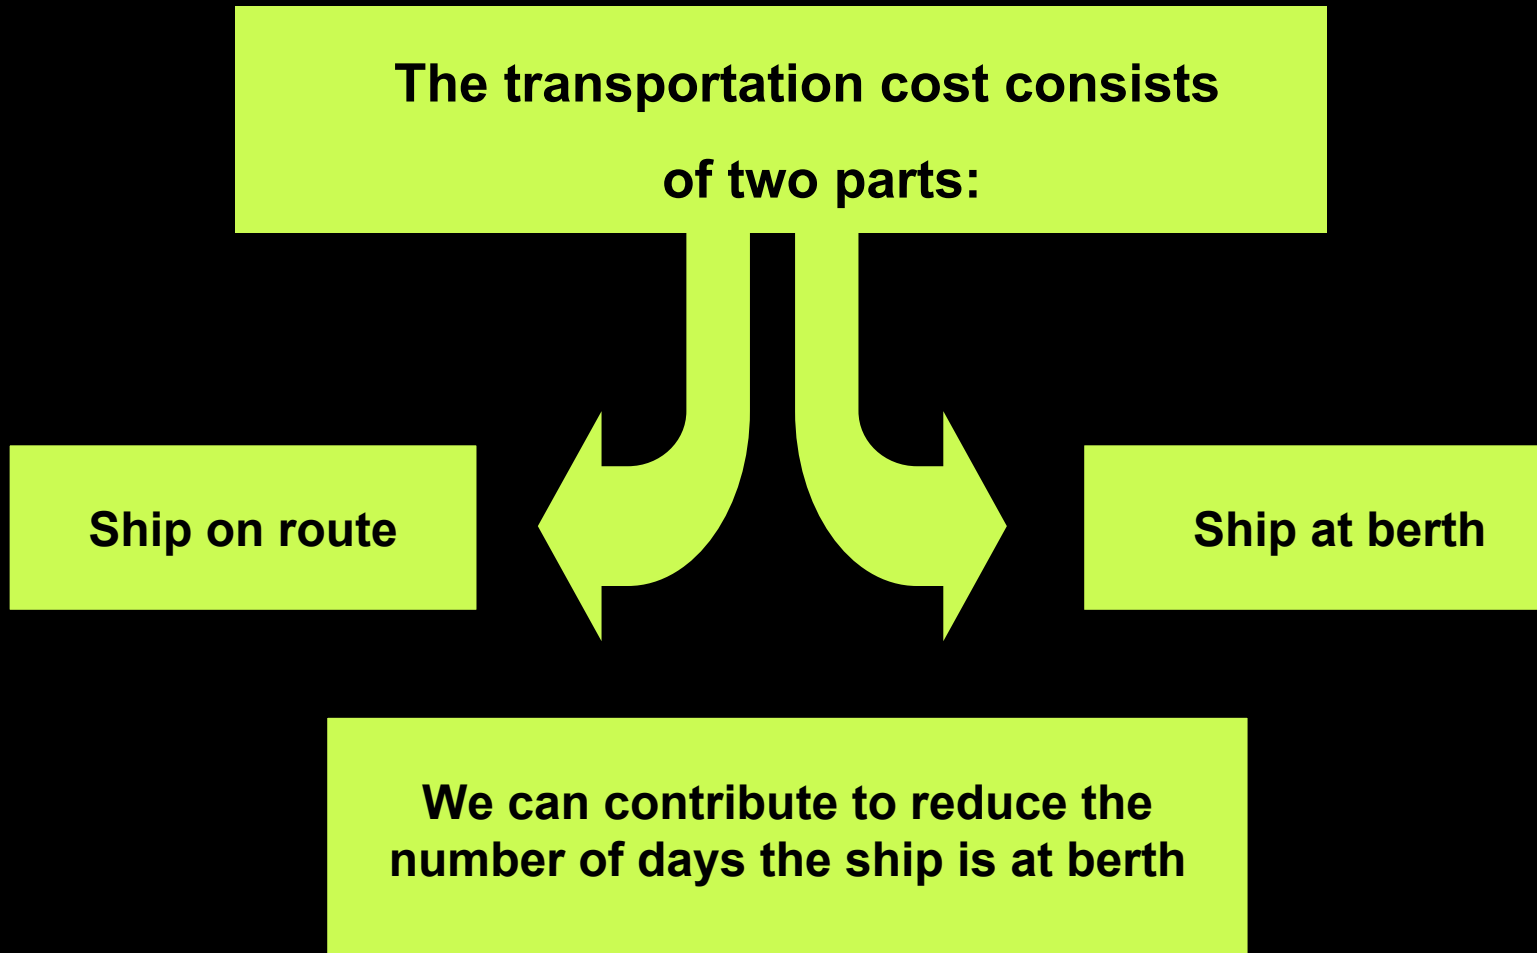 The transportation cost consists
of two parts:
Ship on route
Ship at berth
We can contribute to reduce the
number of days the ship is at berth